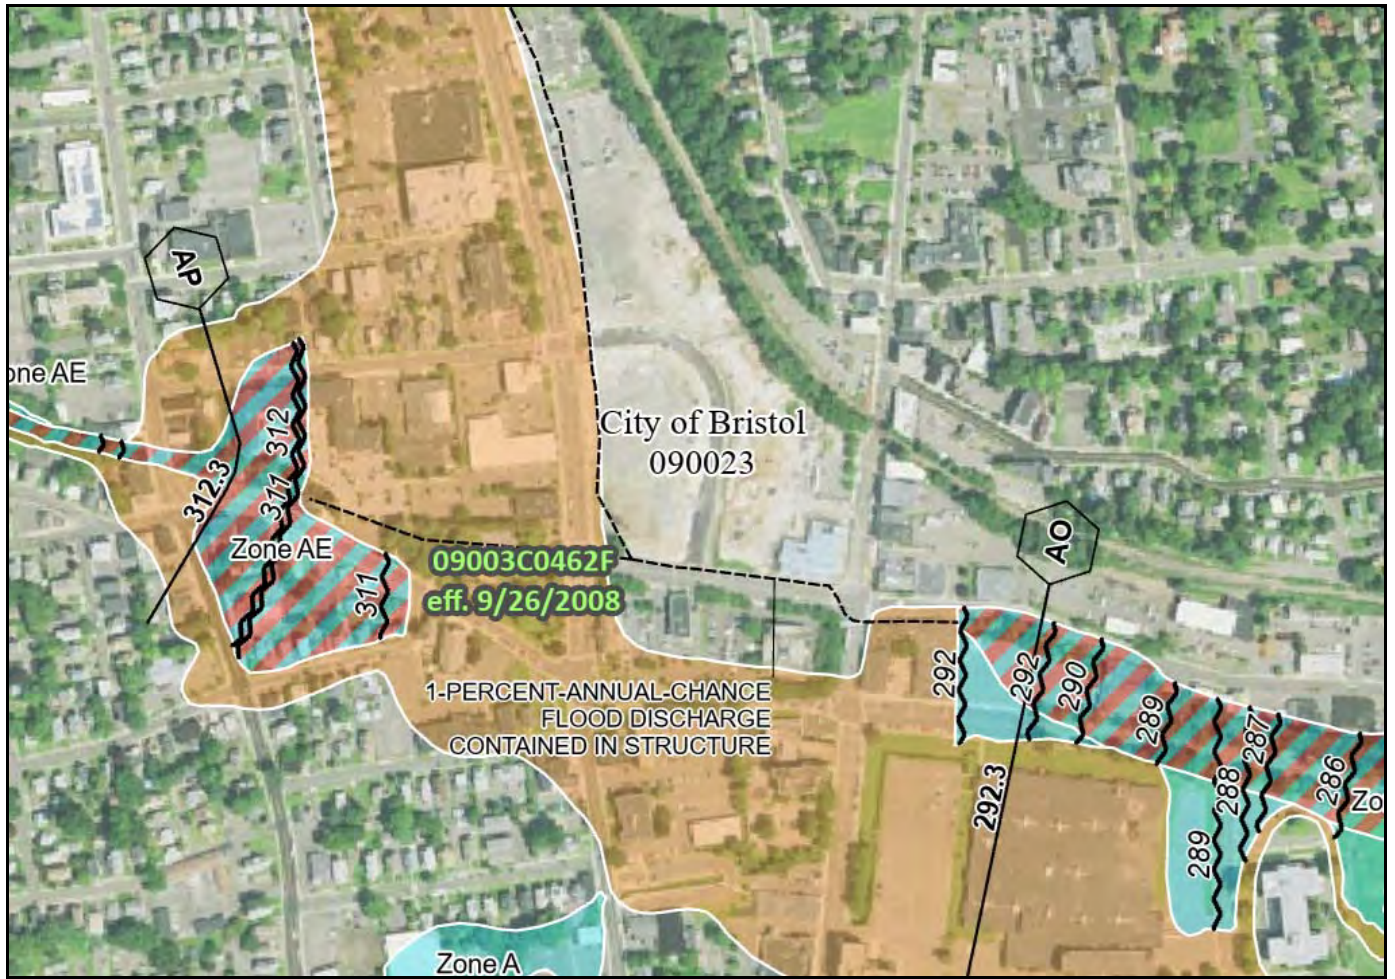 AP
one AE
312
312.3
311
Zone AE
311
City of Bristol
090023
09003C0462F
eff. 9/26/2008
1-PERCENT-ANNUAL-CHANCE
FLOOD DISCHARGE
CONTAINED IN STRUCTURE
AO
292
292
290
289
287
288
286
Zo
292.3
289
Zone A